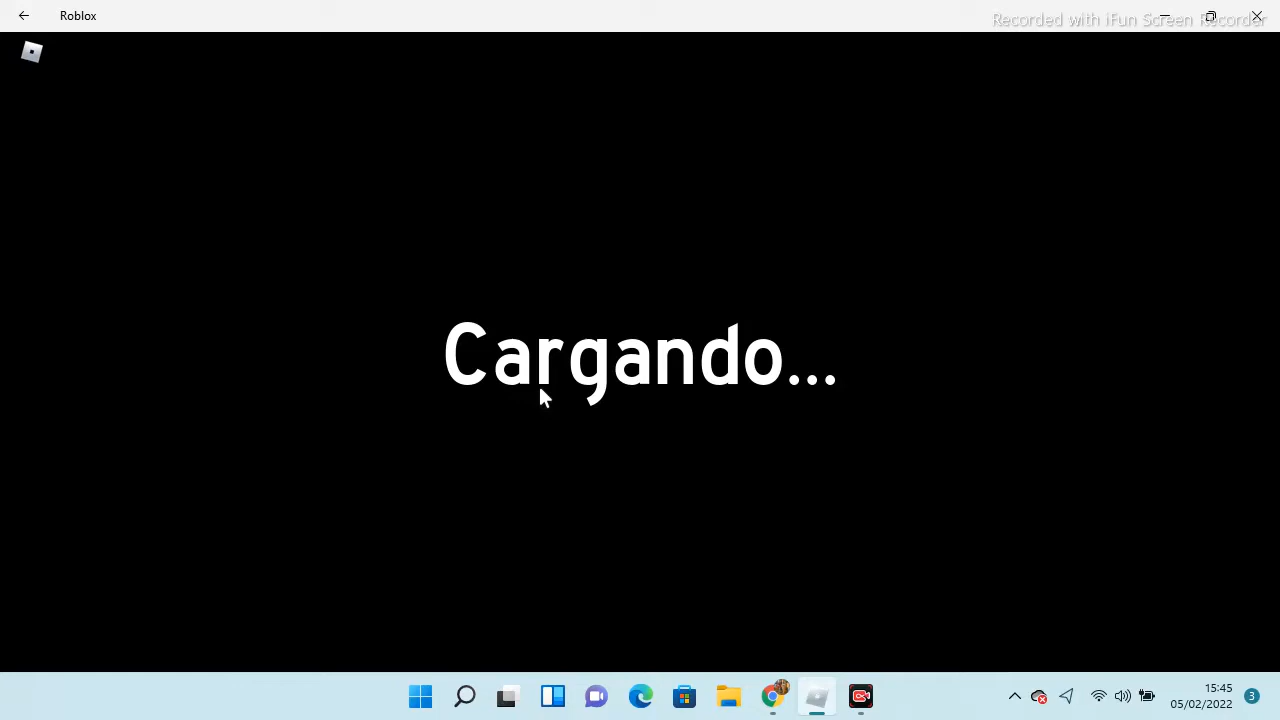 Roblox
Recorded with iFun Screen Recorder
Cargando...
15:45
05/02/2022
3